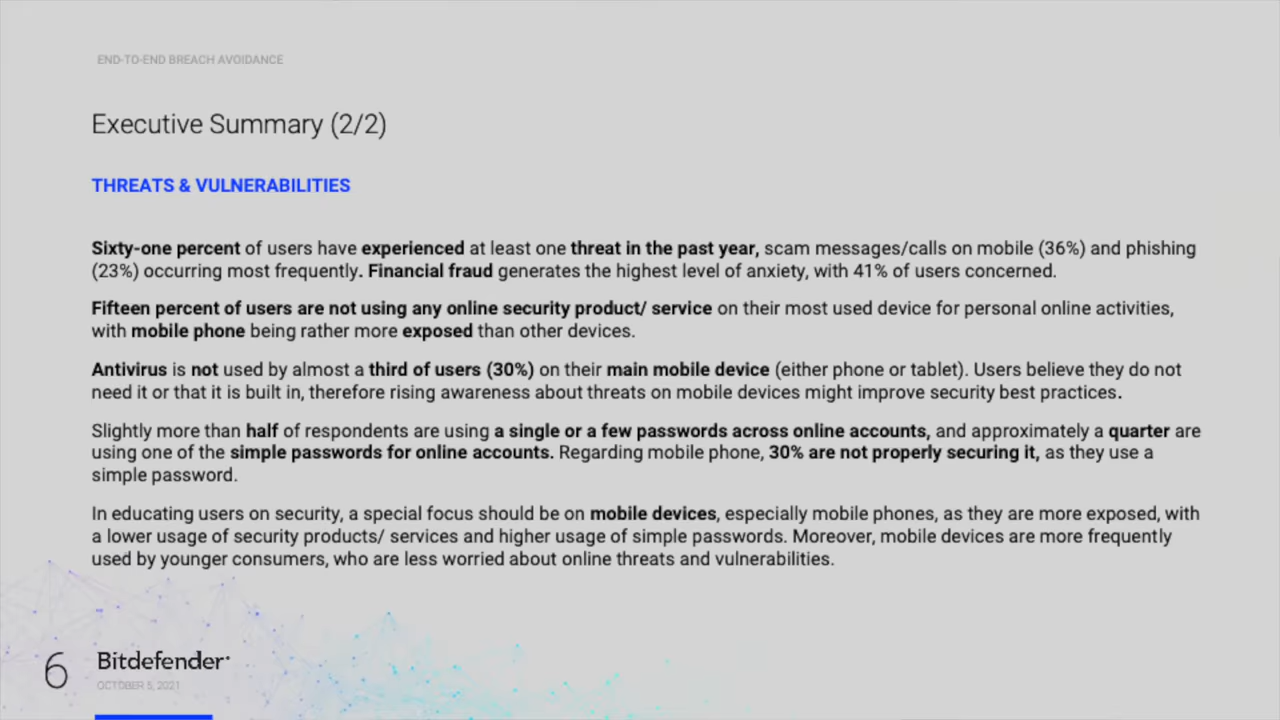 END-TO-END BREACH AVOIDANCE
Executive Summary (2/2)
THREATS & VULNERABILITIES
Sixty-one percent of users have experienced at least one threat in the past year, scam messages/calls on mobile (36%) and phishing
(23%) occurring most frequently. Financial fraud generates the highest level of anxiety, with 41% of users concerned.
Fifteen percent of users are not using any online security product/ service on their most used device for personal online activities,
with mobile phone being rather more exposed than other devices.
Antivirus is not used by almost a third of users (30%) on their main mobile device (either phone or tablet). Users believe they do not
need it or that it is built in, therefore rising awareness about threats on mobile devices might improve security best practices.
Slightly more than half of respondents are using a single or a few passwords across online accounts, and approximately a quarter are
using one of the simple passwords for online accounts. Regarding mobile phone, 30% are not properly securing it, as they use a
simple password.
In educating users on security, a special focus should be on mobile devices, especially mobile phones, as they are more exposed, with
a lower usage of security products/ services and higher usage of simple passwords. Moreover, mobile devices are more frequently
used by younger consumers, who are less worried about online threats and vulnerabilities.
6
Bitdefender
OCTOBER 5, 2021